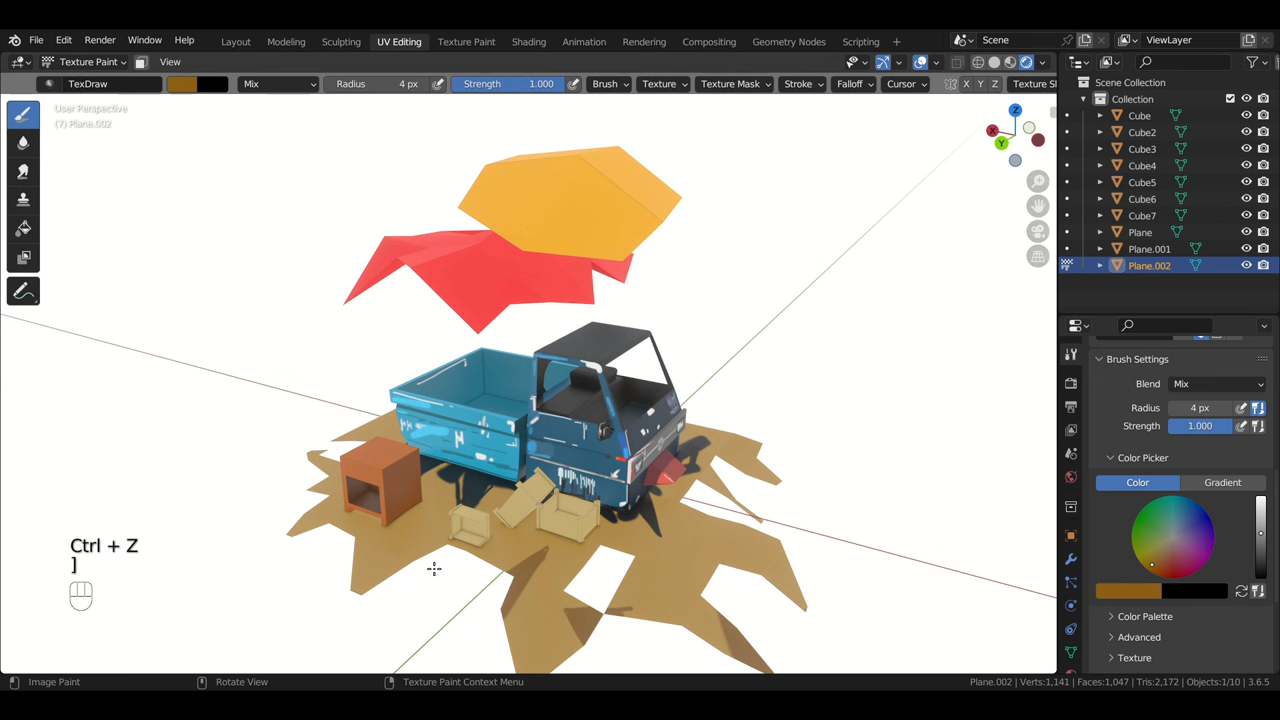 File Edit Render Window Help Layout Modeling Sculpting UV Editing Texture Paint Shading Animation Rendering Compositing Geometry Nodes Scripting + Scene ViewLayer
Texture Paint View
TexDraw Mix Radius 4 px Strength 1.000 Brush Texture Texture Mask Stroke Falloff Cursor X Y Z Texture Sl
User Perspective
(7) Plane.002
Z
X
Y
Scene Collection
Collection
Cube
Cube2
Cube3
Cube4
Cube5
Cube6
Cube7
Plane
Plane.001
Plane.002
Brush Settings
Blend Mix
Radius 4 px
Strength 1.000
Color Picker
Color Gradient
Color Palette
Advanced
Texture
Ctrl + Z
]
Image Paint Rotate View Texture Paint Context Menu Plane.002 | Verts:1,141 | Faces:1,047 | Tris:2,172 | Objects:1/10 | 3.6.5